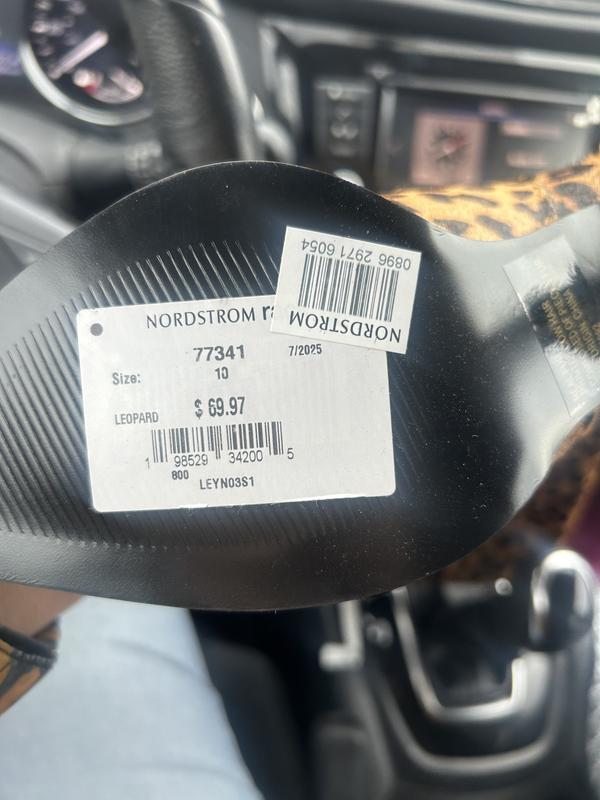 NORDSTROM
77341
7/2025
Size:
10
LEOPARD
$ 69.97
1 98529 34200 5
800
LEYN03S1
NORDSTROM
0896 2971 6054